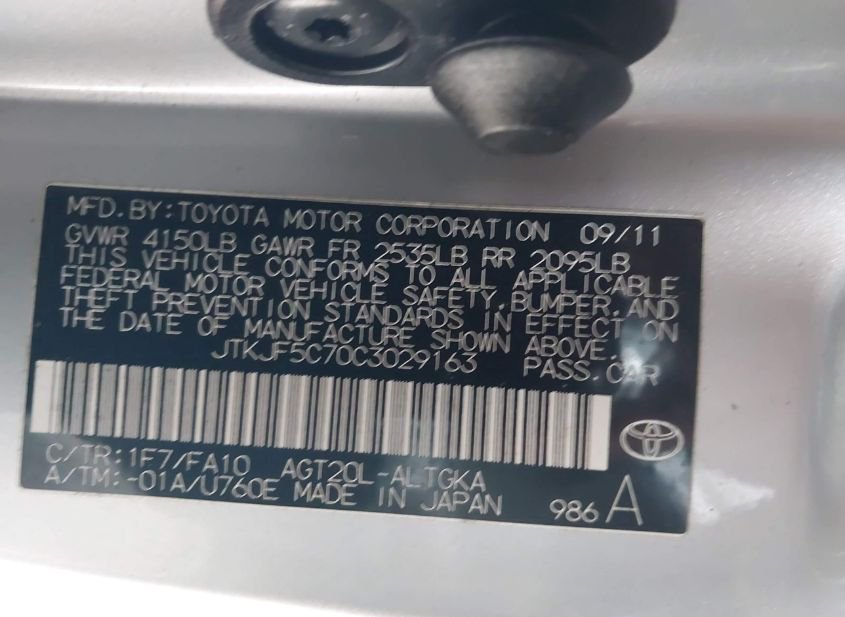 MFD.BY:TOYOTA MOTOR CORPORATION 09/11
GVWR 4150LB GAWR FR 2535LB RR 2095LB
THIS VEHICLE CONFORMS TO ALL APPLICABLE
FEDERAL MOTOR VEHICLE SAFETY,BUMPER,AND
THEFT PREVENTION STANDARDS IN EFFECT ON
THE DATE OF MANUFACTURE SHOWN ABOVE.
JTKJF5C70C3029163 PASS.CAR
C/TR:1F7/FA10 AGT20L-ALTGKA
A/TM:-01A/U760E MADE IN JAPAN 986 A